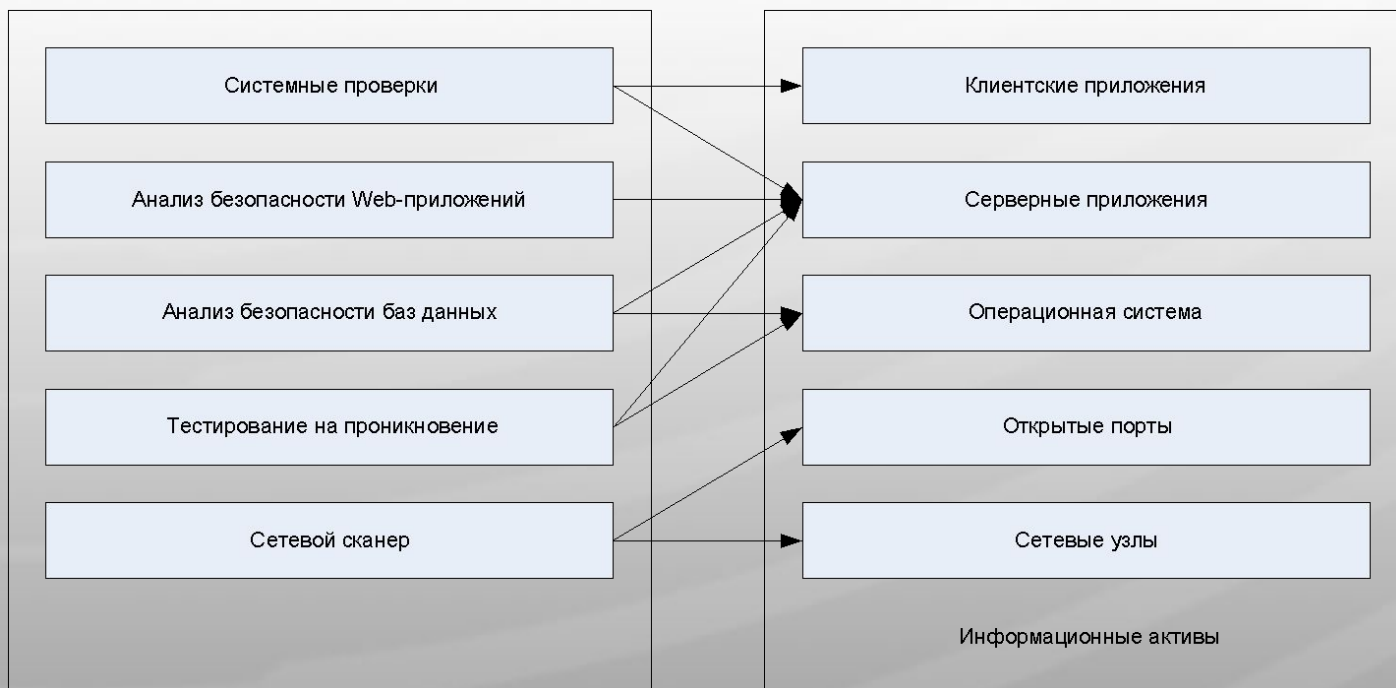 Системные проверки
Анализ безопасности Web-приложений
Анализ безопасности баз данных
Тестирование на проникновение
Сетевой сканер
Клиентские приложения
Серверные приложения
Операционная система
Открытые порты
Сетевые узлы
Информационные активы